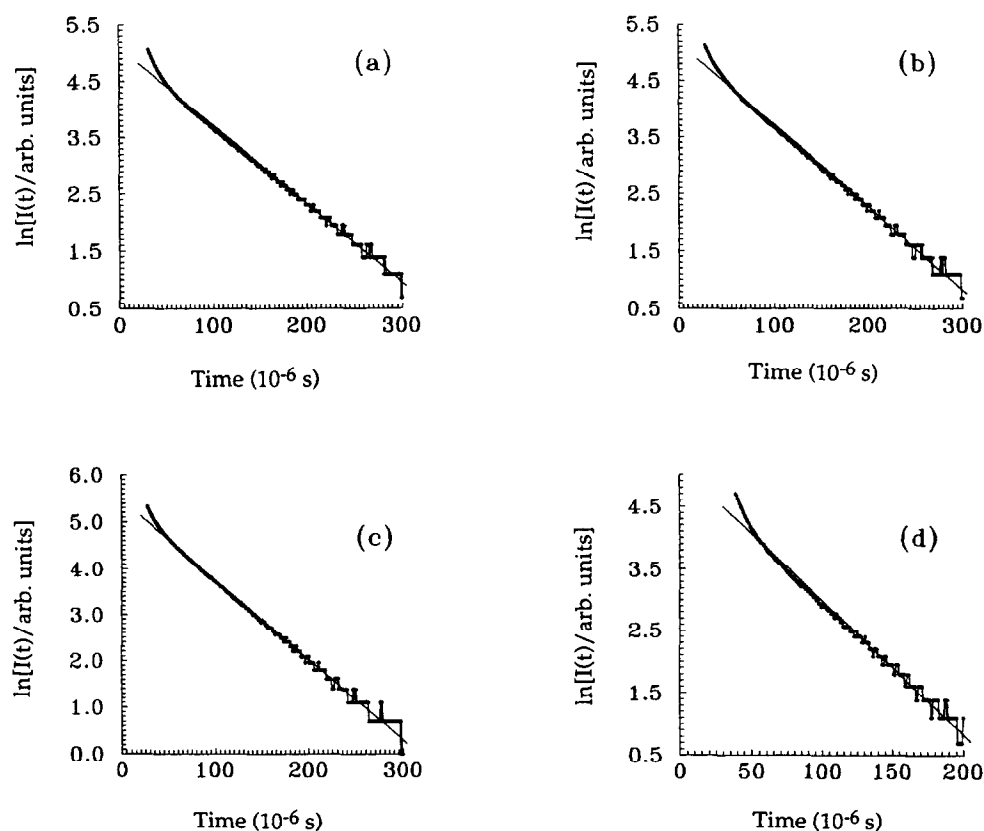 (a)
ln[I(t)/arb. units]
5.5
4.5
3.5
2.5
1.5
0.5
0 100 200 300
Time (10⁻⁶ s)
(b)
ln[I(t)/arb. units]
5.5
4.5
3.5
2.5
1.5
0.5
0 100 200 300
Time (10⁻⁶ s)
(c)
ln[I(t)/arb. units]
6.0
5.0
4.0
3.0
2.0
1.0
0.0
0 100 200 300
Time (10⁻⁶ s)
(d)
ln[I(t)/arb. units]
4.5
3.5
2.5
1.5
0.5
0 50 100 150 200
Time (10⁻⁶ s)